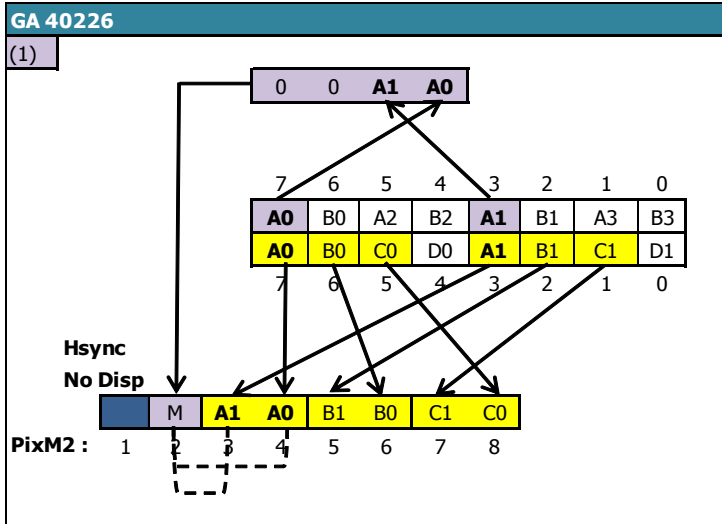 GA 40226
(1)
0 0 A1 A0
7 6 5 4 3 2 1 0
A0 B0 A2 B2 A1 B1 A3 B3
A0 B0 C0 D0 A1 B1 C1 D1
7 6 5 4 3 2 1 0
Hsync
No Disp
M A1 A0 B1 B0 C1 C0
PixM2 : 1 2 3 4 5 6 7 8